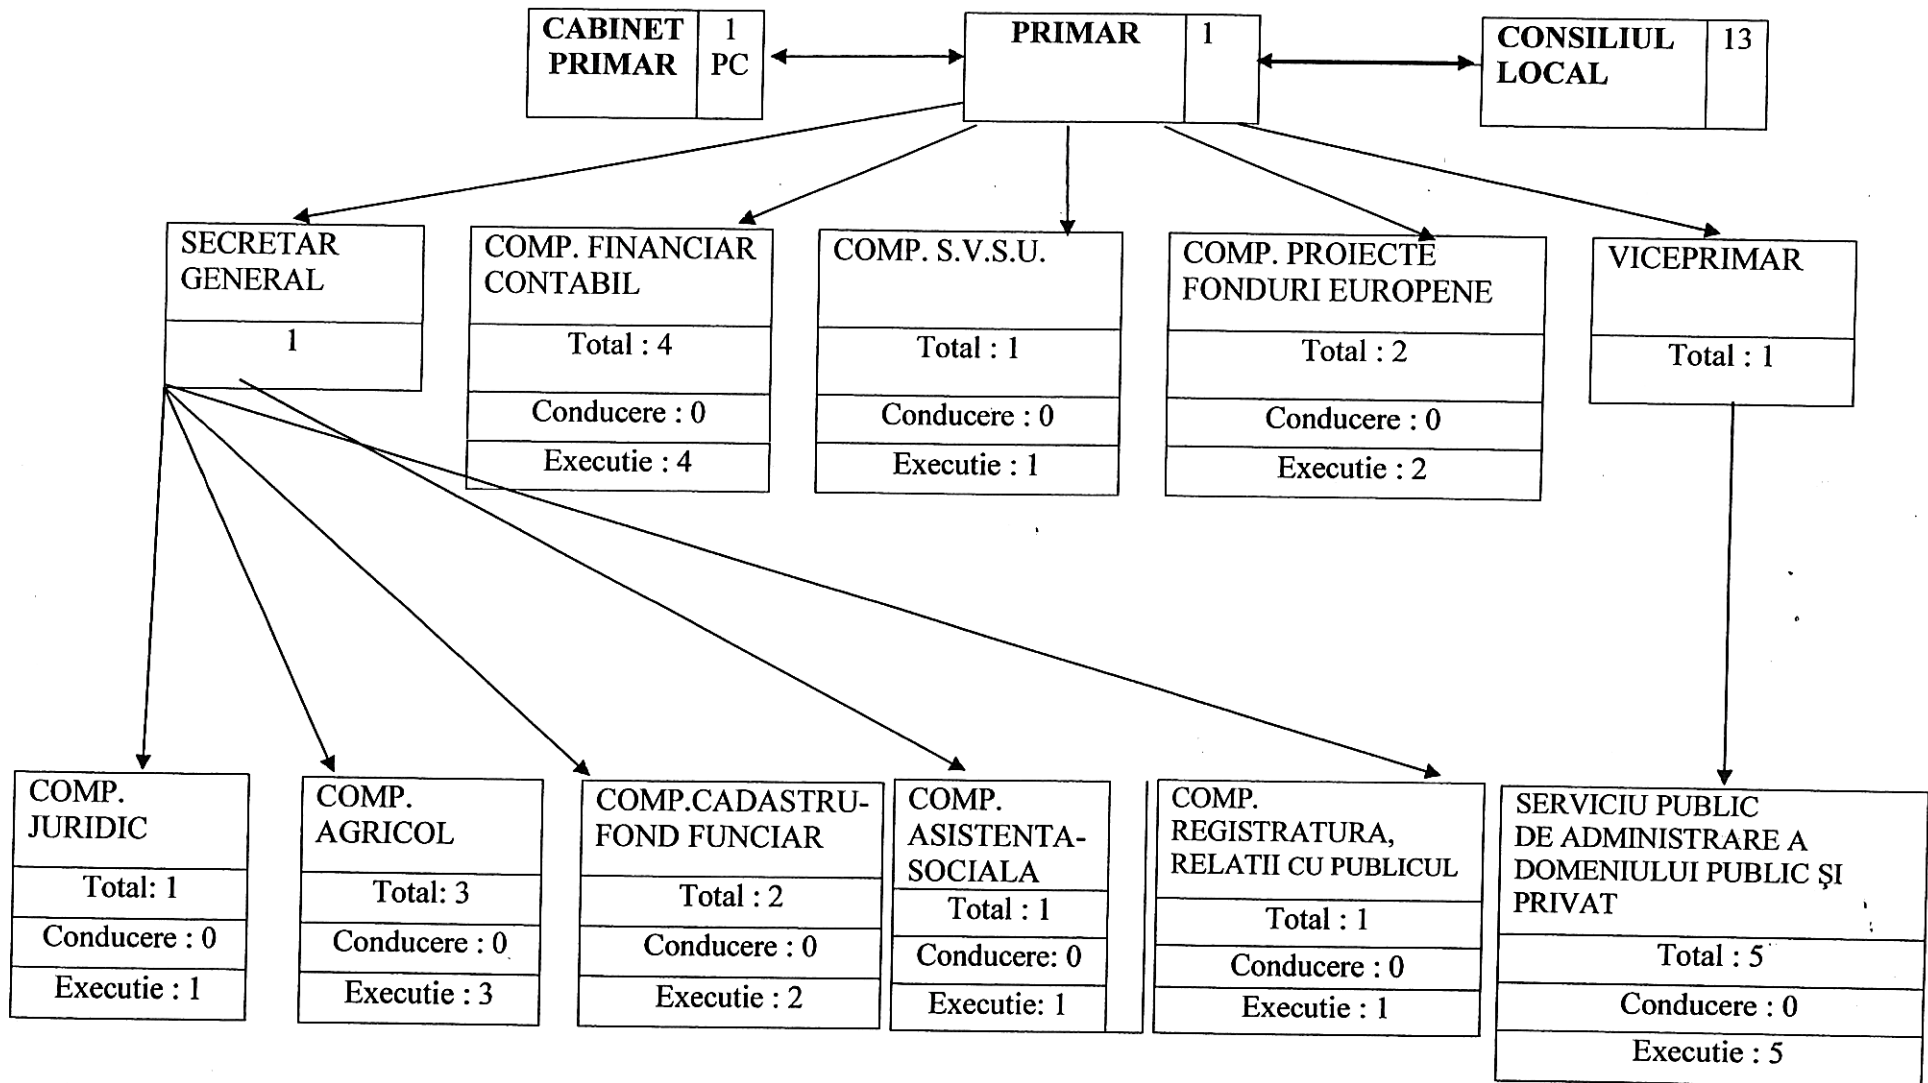 CABINET
PRIMAR
1
PC
PRIMAR
1
CONSILIUL
LOCAL
13
SECRETAR
GENERAL
1
COMP. FINANCIAR
CONTABIL
Total : 4
Conducere : 0
Executie : 4
COMP. S.V.S.U.
Total : 1
Conducere : 0
Executie : 1
COMP. PROIECTE
FONDURI EUROPENE
Total : 2
Conducere : 0
Executie : 2
VICEPRIMAR
Total : 1
COMP.
JURIDIC
Total: 1
Conducere : 0
Executie : 1
COMP.
AGRICOL
Total: 3
Conducere : 0
Executie : 3
COMP.CADASTRU-
FOND FUNCIAR
Total : 2
Conducere : 0
Executie : 2
COMP.
ASISTENTA-
SOCIALA
Total : 1
Conducere: 0
Executie: 1
COMP.
REGISTRATURA,
RELATII CU PUBLICUL
Total : 1
Conducere : 0
Executie : 1
SERVICIU PUBLIC
DE ADMINISTRARE A
DOMENIULUI PUBLIC ŞI
PRIVAT
Total : 5
Conducere : 0
Executie : 5